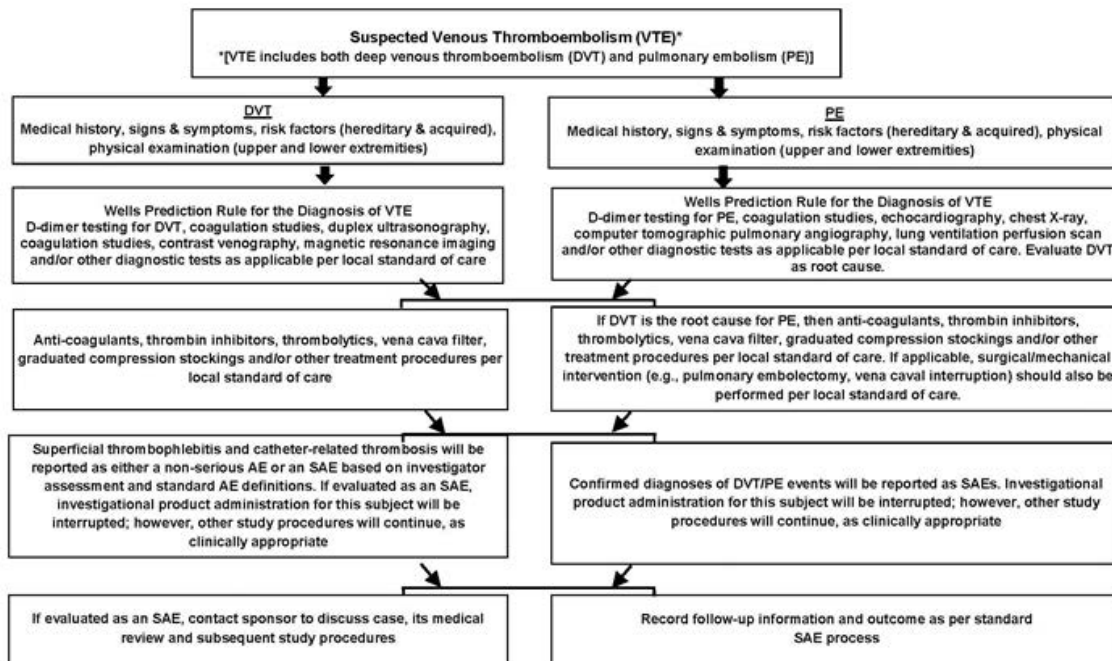 Suspected Venous Thromboembolism (VTE)*
*[VTE includes both deep venous thromboembolism (DVT) and pulmonary embolism (PE)]
DVT
Medical history, signs & symptoms, risk factors (hereditary & acquired),
physical examination (upper and lower extremities)
PE
Medical history, signs & symptoms, risk factors (hereditary & acquired), physical
examination (upper and lower extremities)
Wells Prediction Rule for the Diagnosis of VTE
D-dimer testing for DVT, coagulation studies, duplex ultrasonography,
coagulation studies, contrast venography, magnetic resonance imaging
and/or other diagnostic tests as applicable per local standard of care
Wells Prediction Rule for the Diagnosis of VTE
D-dimer testing for PE, coagulation studies, echocardiography, chest X-ray,
computer tomographic pulmonary angiography, lung ventilation perfusion scan
and/or other diagnostic tests as applicable per local standard of care. Evaluate DVT
as root cause.
Anti-coagulants, thrombin inhibitors, thrombolytics, vena cava filter,
graduated compression stockings and/or other treatment procedures per
local standard of care
If DVT is the root cause for PE, then anti-coagulants, thrombin inhibitors,
thrombolytics, vena cava filter, graduated compression stockings and/or other
treatment procedures per local standard of care. If applicable, surgical/mechanical
intervention (e.g., pulmonary embolectomy, vena caval interruption) should also be
performed per local standard of care.
Superficial thrombophlebitis and catheter-related thrombosis will be
reported as either a non-serious AE or an SAE based on investigator
assessment and standard AE definitions. If evaluated as an SAE,
investigational product administration for this subject will be
interrupted; however, other study procedures will continue, as
clinically appropriate
Confirmed diagnoses of DVT/PE events will be reported as SAEs. Investigational
product administration for this subject will be interrupted; however, other study
procedures will continue, as clinically appropriate
If evaluated as an SAE, contact sponsor to discuss case, its medical
review and subsequent study procedures
Record follow-up information and outcome as per standard
SAE process